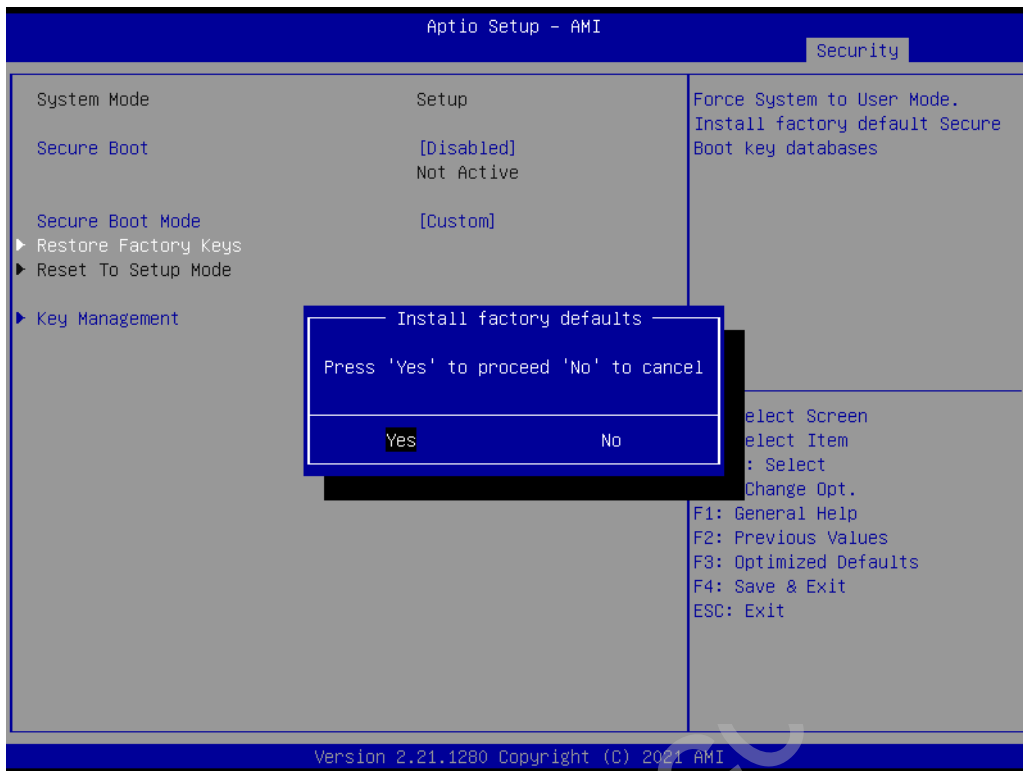 Aptio Setup – AMI
Security
System Mode Setup
Secure Boot [Disabled]
Not Active
Secure Boot Mode [Custom]
Restore Factory Keys
Reset To Setup Mode
Key Management
Force System to User Mode.
Install factory default Secure
Boot key databases
Install factory defaults
Press 'Yes' to proceed 'No' to cancel
Yes No
elect Screen
elect Item
: Select
Change Opt.
F1: General Help
F2: Previous Values
F3: Optimized Defaults
F4: Save & Exit
ESC: Exit
Version 2.21.1280 Copyright (C) 2021 AMI